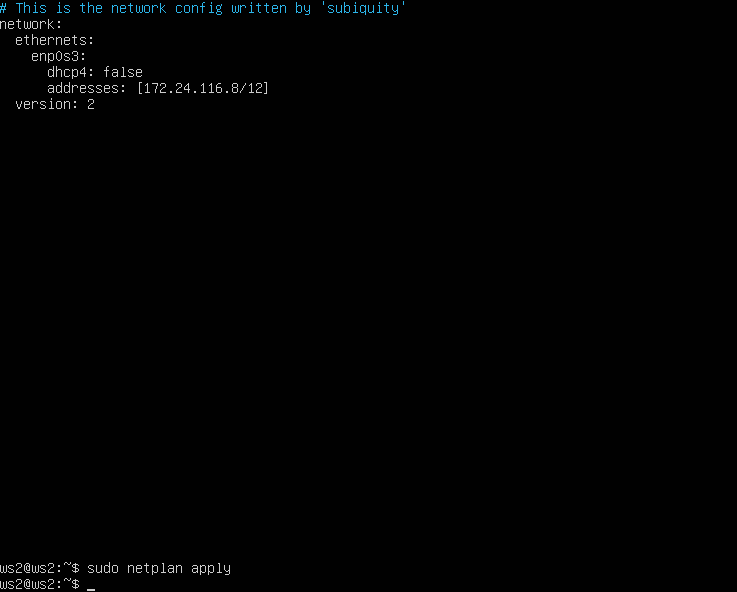 # This is the network config written by 'subiquity'
network:
  ethernets:
    enp0s3:
      dhcp4: false
      addresses: [172.24.116.8/12]
  version: 2
ws2@ws2:~$ sudo netplan apply
ws2@ws2:~$ _